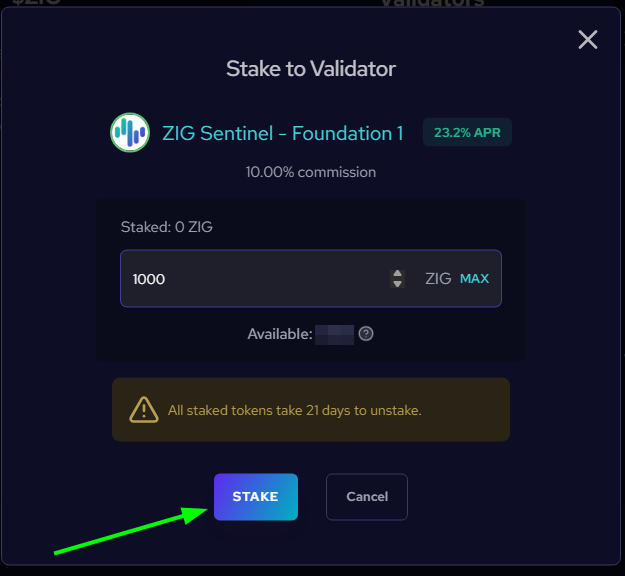 $ZIG
Validators
Stake to Validator
ZIG Sentinel - Foundation 1 23.2% APR
10.00% commission
Staked: 0 ZIG
1000 ZIG MAX
Available: ?
All staked tokens take 21 days to unstake.
STAKE Cancel